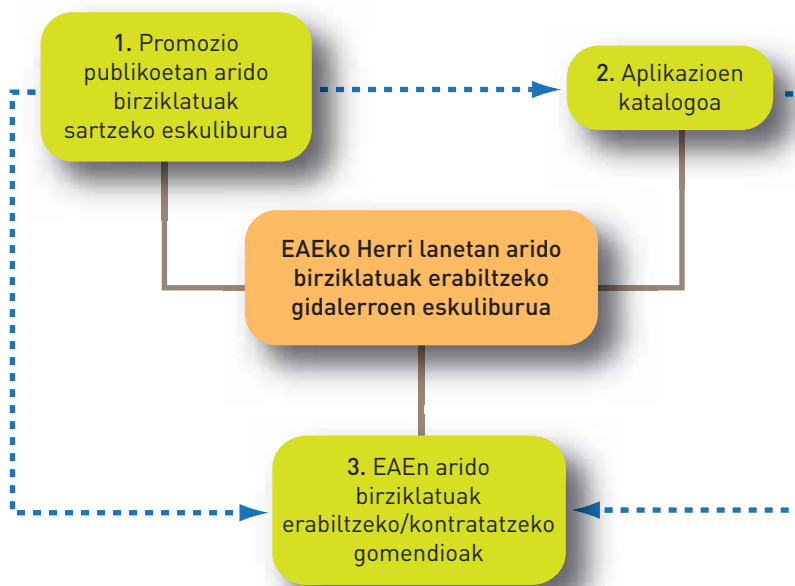 1. Promozio
publikoetan arido
birziklatuak
sartzeko eskuliburua
2. Aplikazioen
katalogoa
EAEko Herri lanetan arido
birziklatuak erabiltzeko
gidalerroen eskuliburua
3. EAEn arido
birziklatuak
erabiltzeko/kontratatzeko
gomendioak